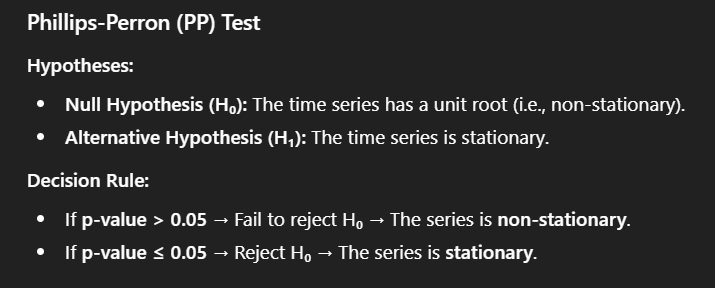 Phillips-Perron (PP) Test
Hypotheses:
• Null Hypothesis (H₀): The time series has a unit root (i.e., non-stationary).
• Alternative Hypothesis (H₁): The time series is stationary.
Decision Rule:
• If p-value > 0.05 → Fail to reject H₀ → The series is non-stationary.
• If p-value ≤ 0.05 → Reject H₀ → The series is stationary.